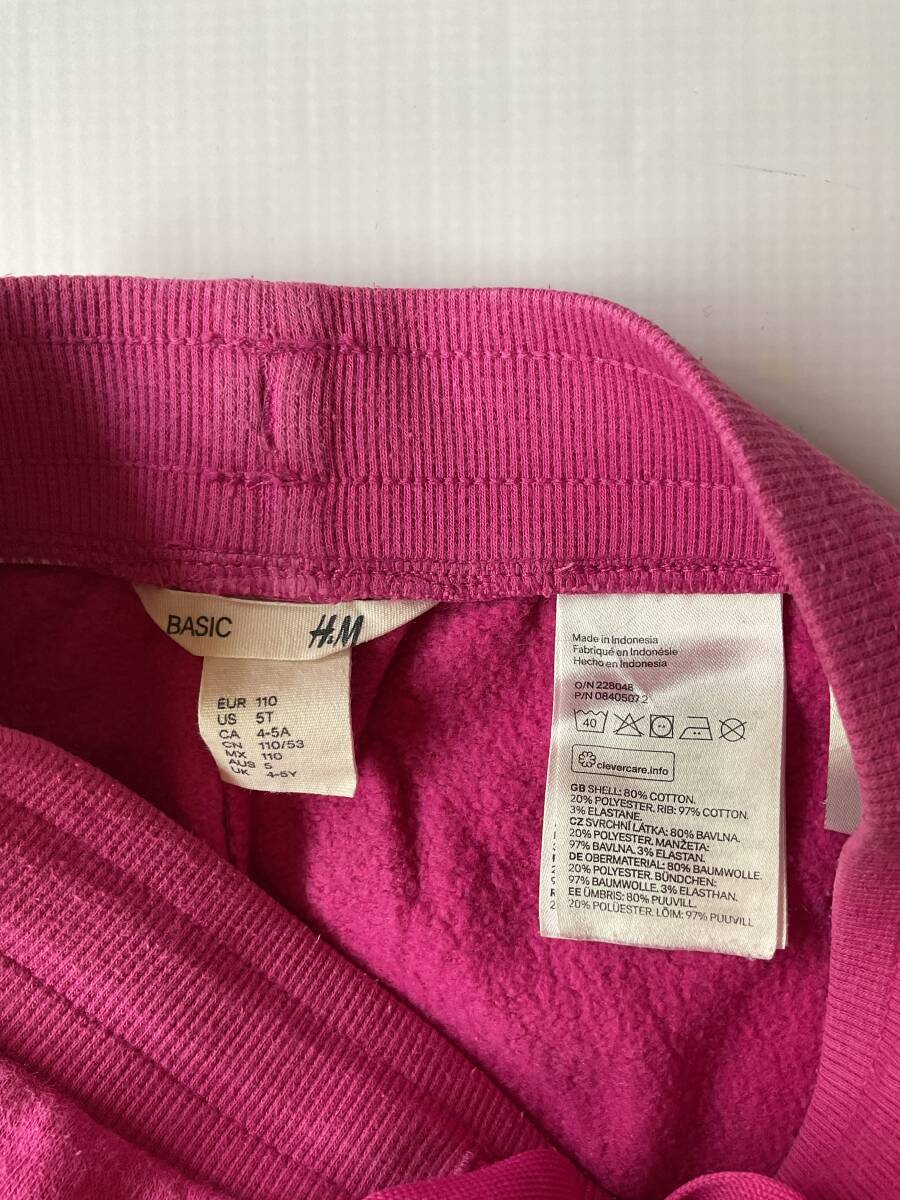 BASIC H&M
EUR 110
US 5T
CA 4-5A
CN 110/53
MX 110
AUS 5
UK 4-5Y
Made in Indonesia
Fabriqué en Indonésie
Hecho en Indonesia
O/N 228048
P/N 0840507 2
40
clevercare.info
GB SHELL: 80% COTTON.
20% POLYESTER. RIB: 97% COTTON.
3% ELASTANE.
CZ SVRCHNÍ LÁTKA: 80% BAVLNA.
20% POLYESTER. MANŽETA:
97% BAVLNA. 3% ELASTAN.
DE OBERMATERIAL: 80% BAUMWOLLE.
20% POLYESTER. BÜNDCHEN:
97% BAUMWOLLE. 3% ELASTHAN.
EE ÜMBRIS: 80% PUUVILL.
20% POLÜESTER. LÕIM: 97% PUUVILL